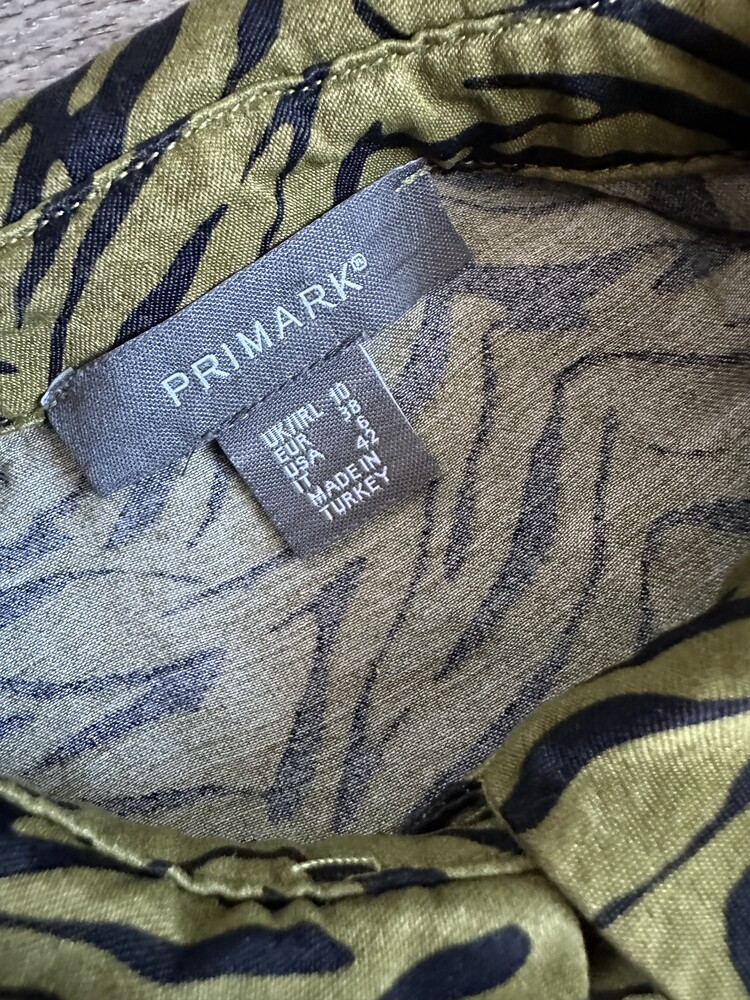 PRIMARK®
UK/IRL 10
EUR 38
USA 6
IT 42
MADE IN
TURKEY